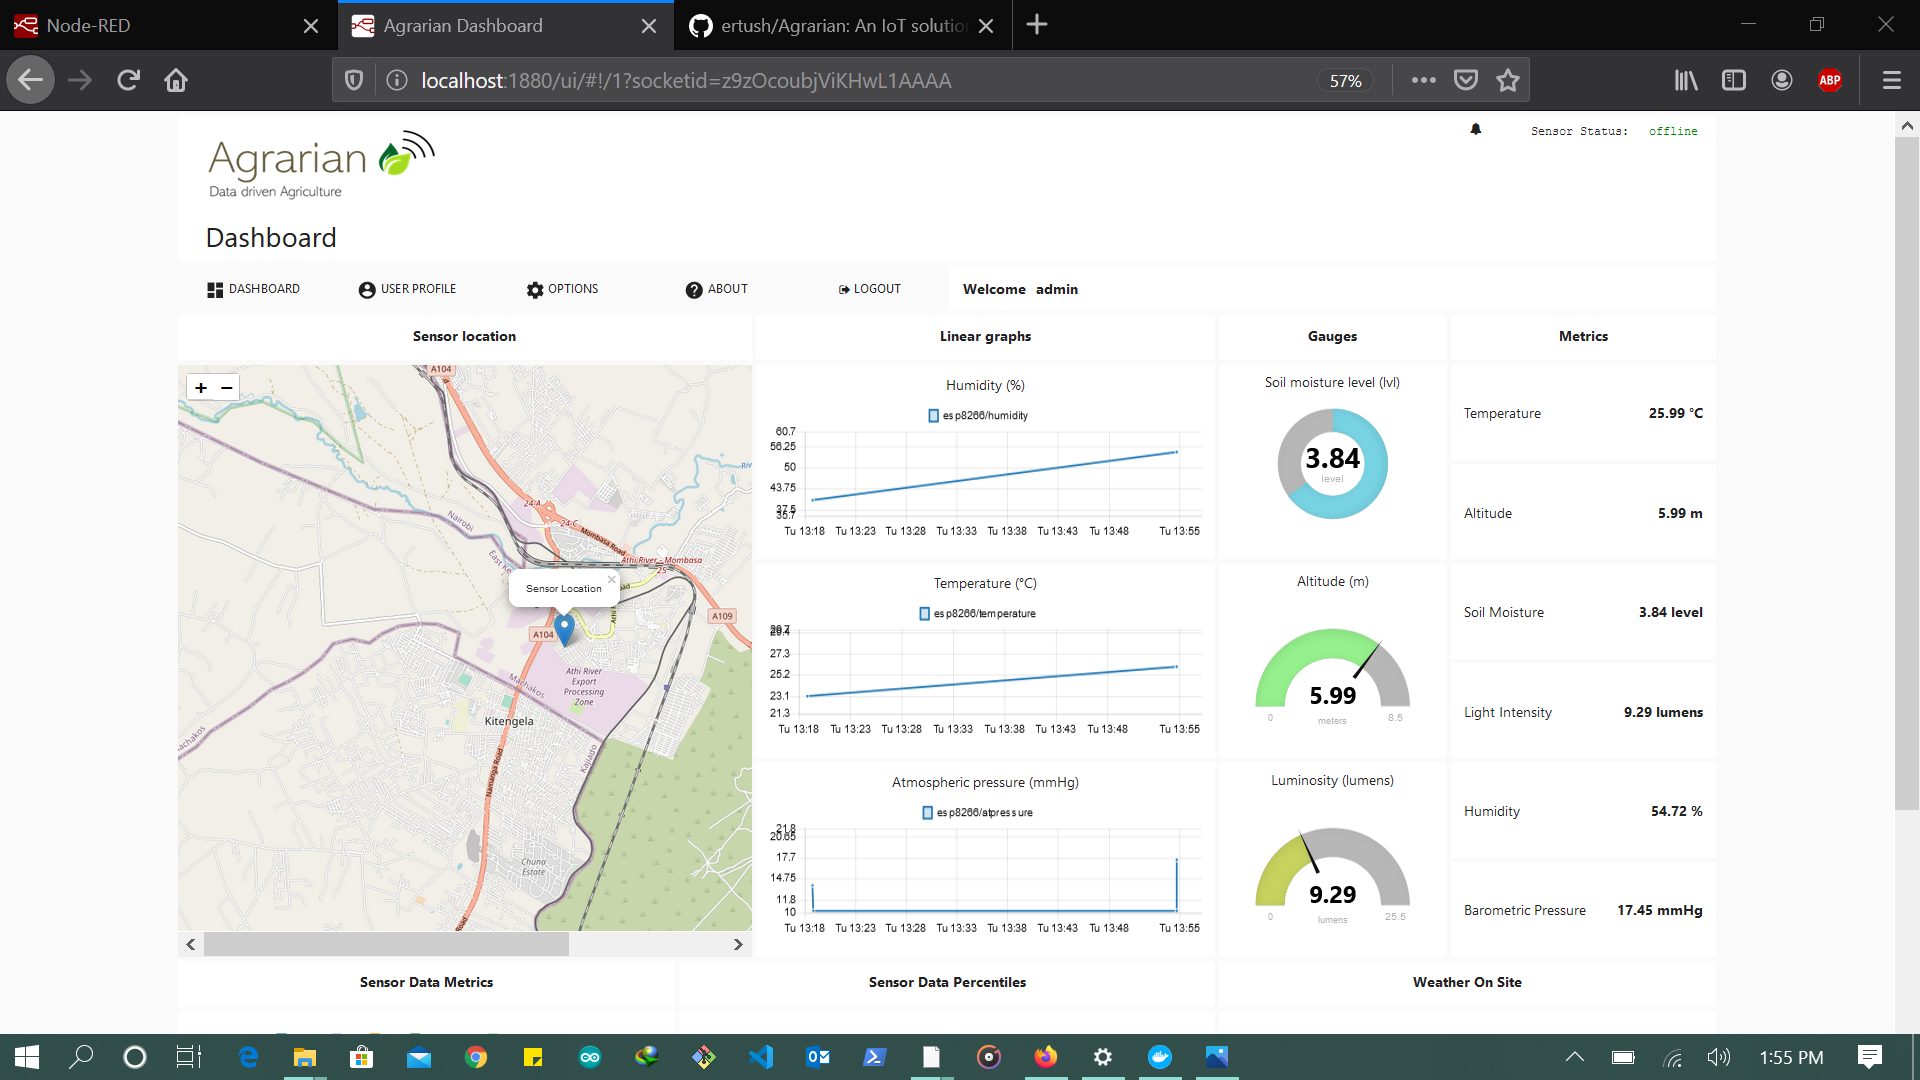 Node-RED
Agrarian Dashboard
ertush/Agrarian: An IoT solutio
localhost:1880/ui/#!/1?socketid=z9zOcoubjViKHwL1AAAA
57%
ABP
Agrarian
Data driven Agriculture
Sensor Status: offline
Dashboard
DASHBOARD
USER PROFILE
OPTIONS
ABOUT
LOGOUT
Welcome admin
Sensor location
Linear graphs
Gauges
Metrics
+ −
A104
24-A
24-C
Mombasa Road
Nairobi
Athi River - Mombasa
25
A109
Sensor Location
×
A104
Athi River
Export
Processing
Zone
Machakos
Machakos
Kitengela
Kajiado
Namanga Road
Chuna
Estate
Road
Humidity (%)
esp8266/humidity
60.7
56.25
50
43.75
37.5
35.7
Tu 13:18 Tu 13:23 Tu 13:28 Tu 13:33 Tu 13:38 Tu 13:43 Tu 13:48 Tu 13:55
Temperature (°C)
esp8266/temperature
27.3
25.2
23.1
21.3
Tu 13:18 Tu 13:23 Tu 13:28 Tu 13:33 Tu 13:38 Tu 13:43 Tu 13:48 Tu 13:55
Atmospheric pressure (mmHg)
esp8266/atpressure
21.8
20.65
17.7
14.75
11.8
10
Tu 13:18 Tu 13:23 Tu 13:28 Tu 13:33 Tu 13:38 Tu 13:43 Tu 13:48 Tu 13:55
Soil moisture level (lvl)
3.84
level
Altitude (m)
5.99
0 meters 8.5
Luminosity (lumens)
9.29
0 lumens 25.5
Temperature 25.99 °C
Altitude 5.99 m
Soil Moisture 3.84 level
Light Intensity 9.29 lumens
Humidity 54.72 %
Barometric Pressure 17.45 mmHg
Sensor Data Metrics
Sensor Data Percentiles
Weather On Site
1:55 PM